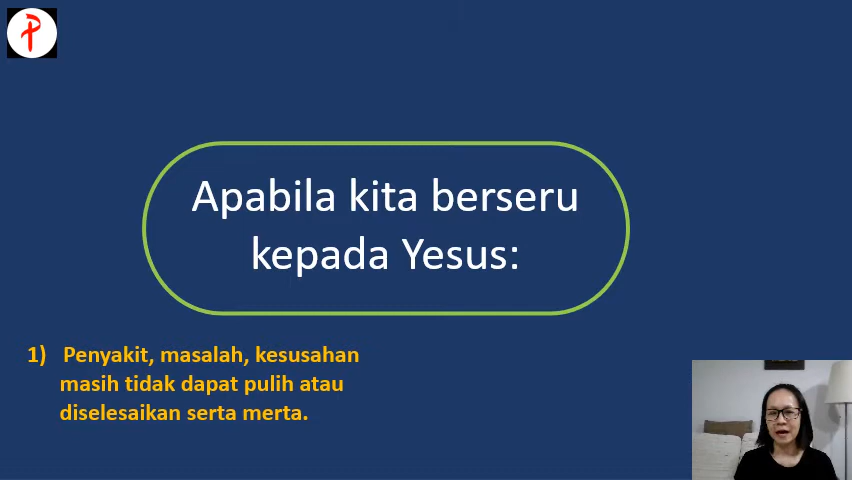 Apabila kita berseru
kepada Yesus:
1) Penyakit, masalah, kesusahan
masih tidak dapat pulih atau
diselesaikan serta merta.